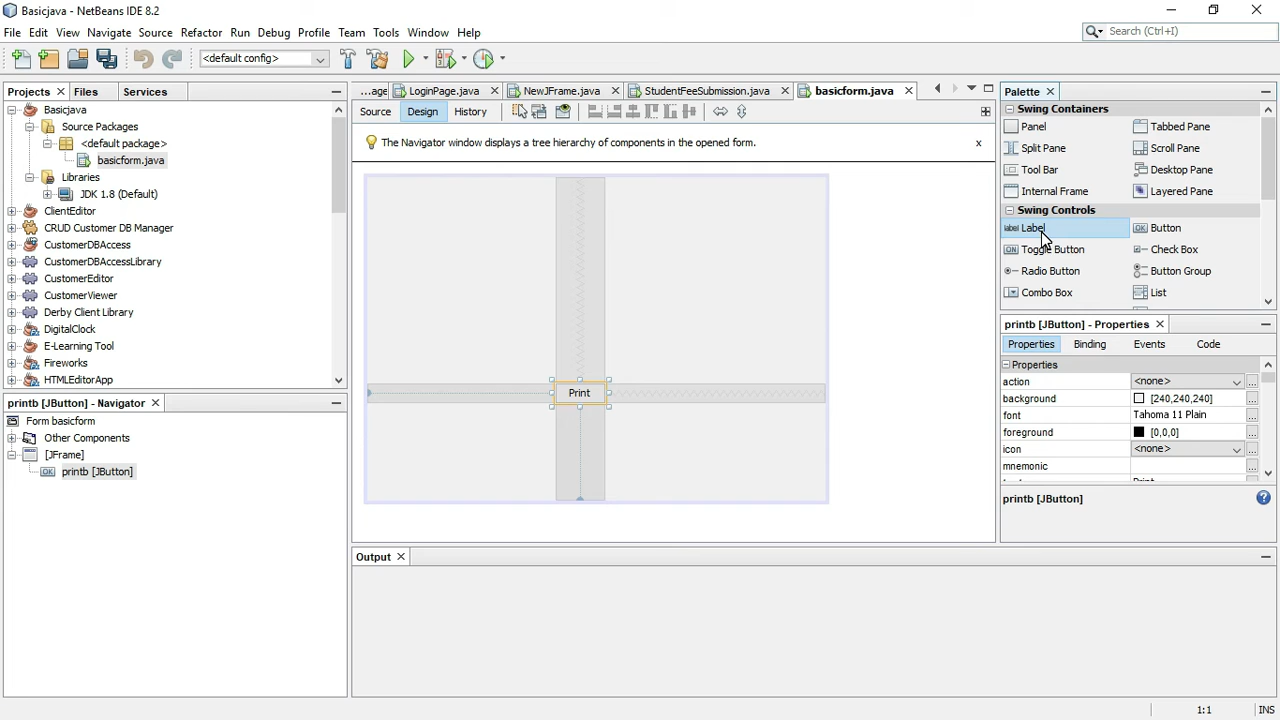 Basicjava - NetBeans IDE 8.2
File Edit View Navigate Source Refactor Run Debug Profile Team Tools Window Help
Search (Ctrl+I)
<default config>
Projects Files Services
Basicjava
Source Packages
<default package>
basicform.java
Libraries
JDK 1.8 (Default)
ClientEditor
CRUD Customer DB Manager
CustomerDBAccess
CustomerDBAccessLibrary
CustomerEditor
CustomerViewer
Derby Client Library
DigitalClock
E-Learning Tool
Fireworks
HTMLEditorApp
printb [JButton] - Navigator
Form basicform
Other Components
[JFrame]
OK printb [JButton]
...age LoginPage.java NewJFrame.java StudentFeeSubmission.java basicform.java
Source Design History
The Navigator window displays a tree hierarchy of components in the opened form. x
Print
Output
Palette
Swing Containers
Panel Tabbed Pane
Split Pane Scroll Pane
Tool Bar Desktop Pane
Internal Frame Layered Pane
Swing Controls
label Label OK Button
ON Toggle Button Check Box
Radio Button Button Group
Combo Box List
printb [JButton] - Properties
Properties Binding Events Code
Properties
action <none> ...
background [240,240,240] ...
font Tahoma 11 Plain ...
foreground [0,0,0] ...
icon <none> ...
mnemonic ...
printb [JButton] ?
1:1 INS